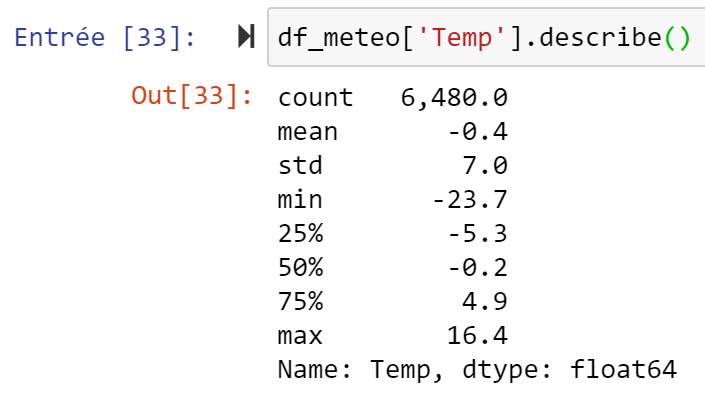 Entrée [33]: df_meteo['Temp'].describe()
Out[33]: count 6,480.0
mean -0.4
std 7.0
min -23.7
25% -5.3
50% -0.2
75% 4.9
max 16.4
Name: Temp, dtype: float64